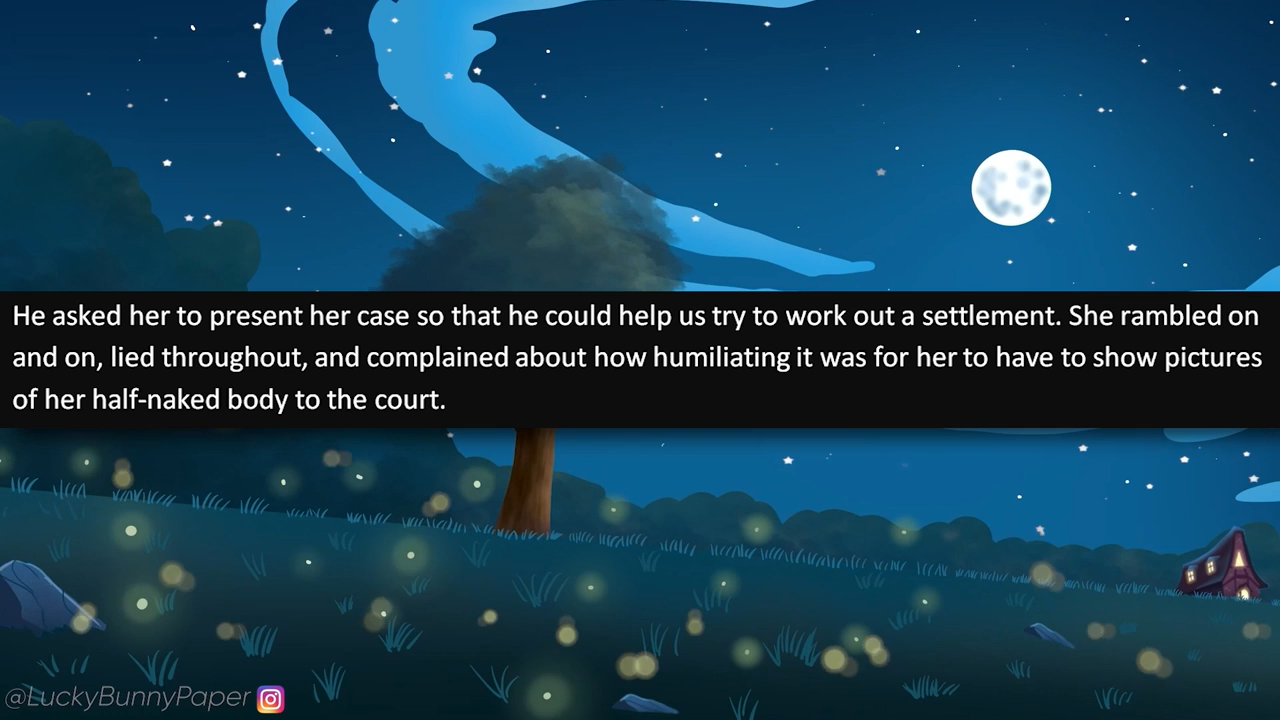 He asked her to present her case so that he could help us try to work out a settlement. She rambled on
and on, lied throughout, and complained about how humiliating it was for her to have to show pictures
of her half-naked body to the court.
@LuckyBunnyPaper